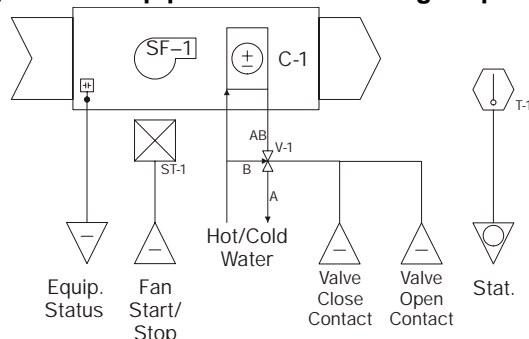 SF-1
C-1
T-1
AB
V-1
ST-1
B
A
Hot/Cold
Water
Equip.
Status
Fan
Start/
Stop
Valve
Close
Contact
Valve
Open
Contact
Stat.